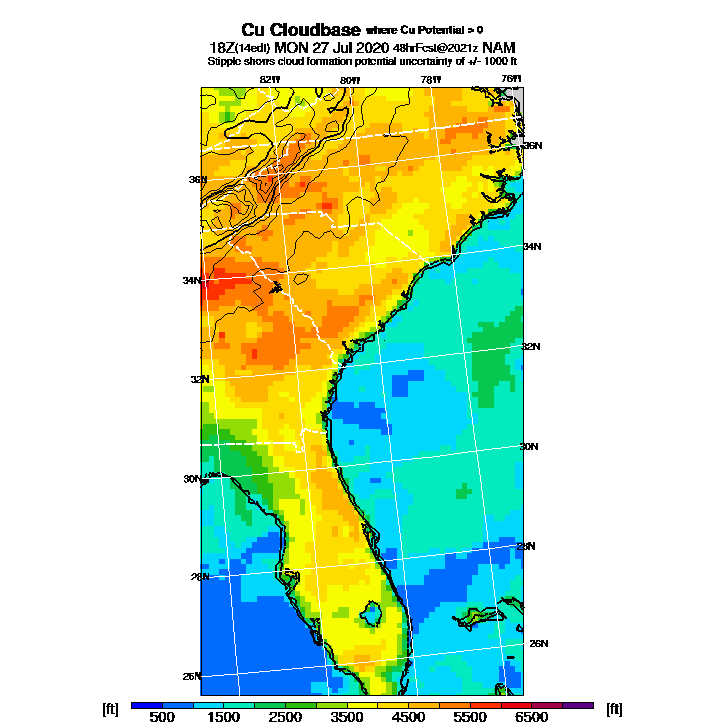 Cu Cloudbase where Cu Potential > 0
18Z(14edt) MON 27 Jul 2020 48hrFcst@2021z NAM
Stipple shows cloud formation potential uncertainty of +/- 1000 ft
82W 80W 78W 76W
36N 36N
34N 34N
32N 32N
30N 30N
28N 28N
26N 26N
[ft] 500 1500 2500 3500 4500 5500 6500 [ft]